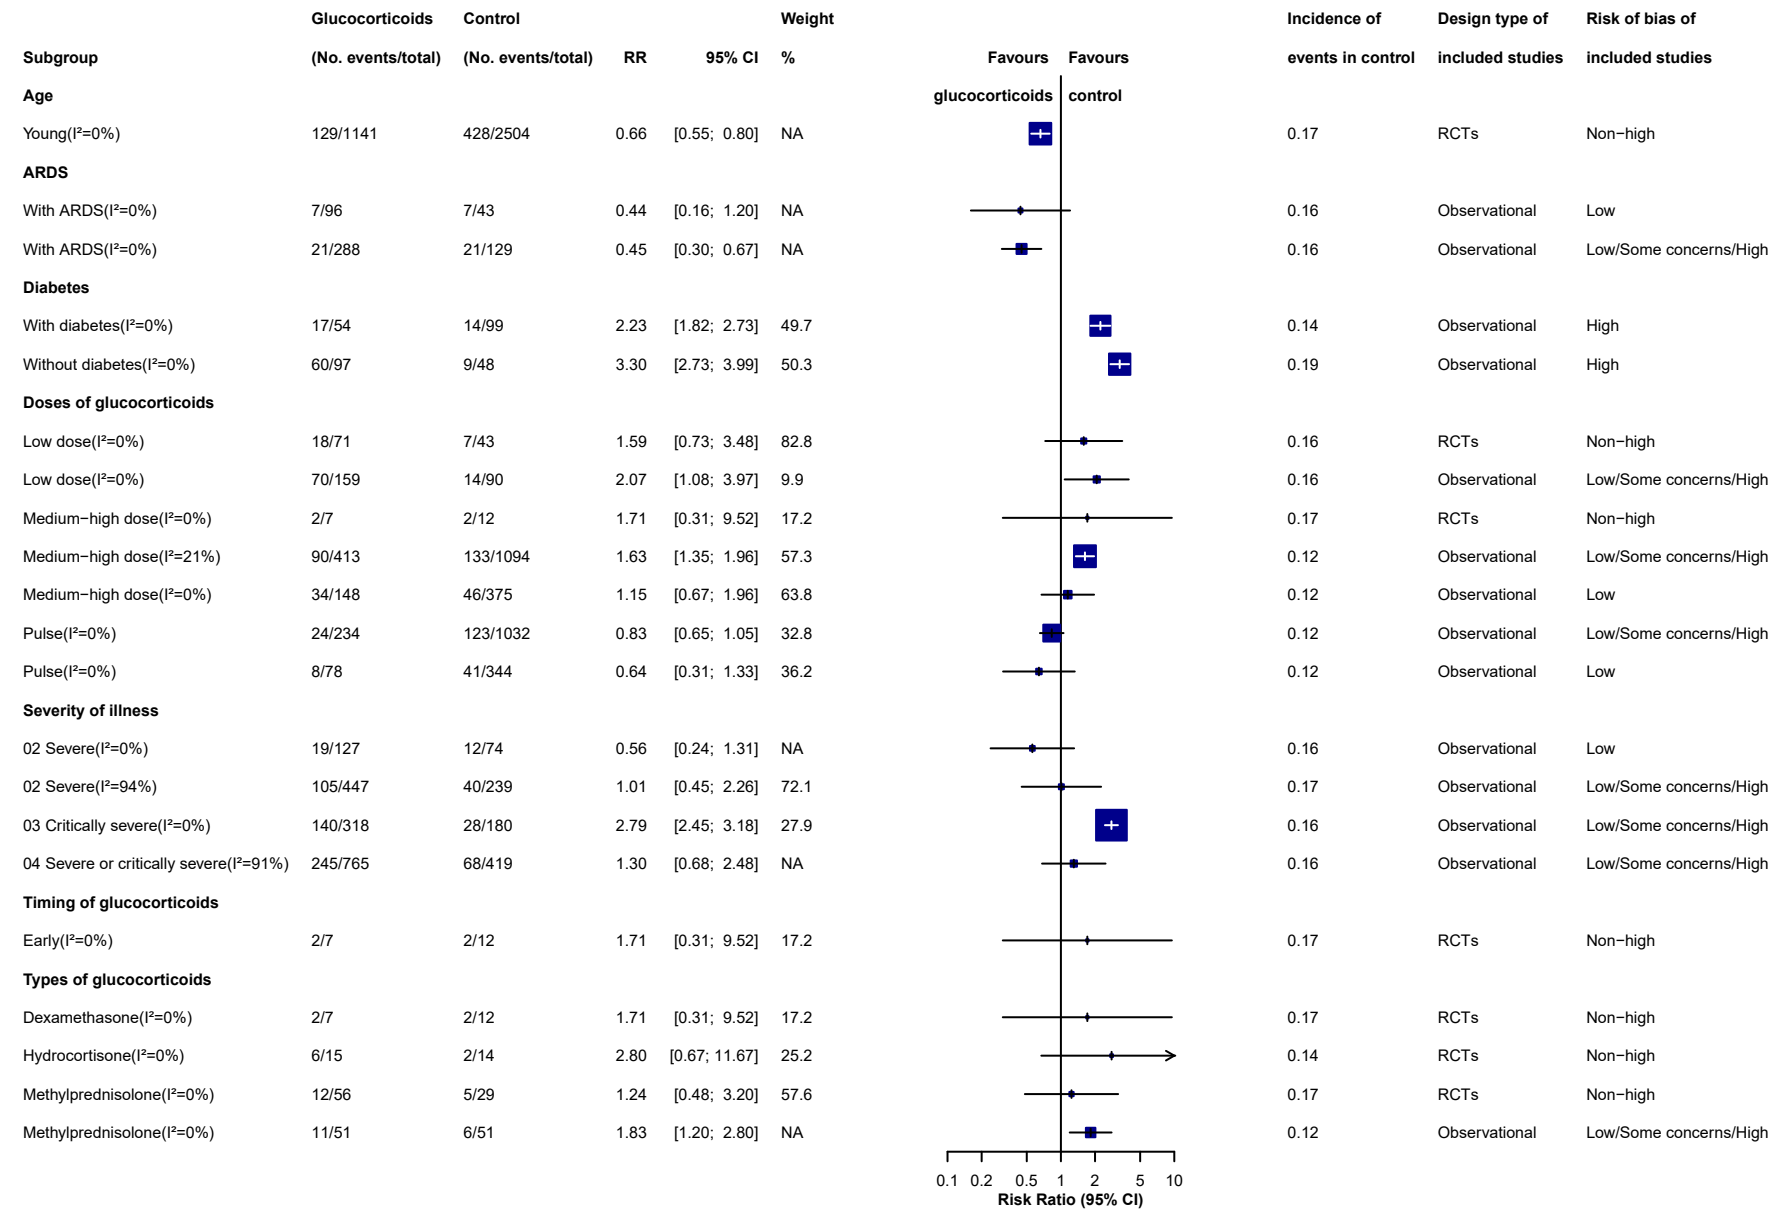 Glucocorticoids Control Weight Incidence of Design type of Risk of bias of
Subgroup (No. events/total) (No. events/total) RR 95% CI % Favours Favours events in control included studies included studies
Age glucocorticoids control
Young(I²=0%) 129/1141 428/2504 0.66 [0.55; 0.80] NA 0.17 RCTs Non−high
ARDS
With ARDS(I²=0%) 7/96 7/43 0.44 [0.16; 1.20] NA 0.16 Observational Low
With ARDS(I²=0%) 21/288 21/129 0.45 [0.30; 0.67] NA 0.16 Observational Low/Some concerns/High
Diabetes
With diabetes(I²=0%) 17/54 14/99 2.23 [1.82; 2.73] 49.7 0.14 Observational High
Without diabetes(I²=0%) 60/97 9/48 3.30 [2.73; 3.99] 50.3 0.19 Observational High
Doses of glucocorticoids
Low dose(I²=0%) 18/71 7/43 1.59 [0.73; 3.48] 82.8 0.16 RCTs Non−high
Low dose(I²=0%) 70/159 14/90 2.07 [1.08; 3.97] 9.9 0.16 Observational Low/Some concerns/High
Medium−high dose(I²=0%) 2/7 2/12 1.71 [0.31; 9.52] 17.2 0.17 RCTs Non−high
Medium−high dose(I²=21%) 90/413 133/1094 1.63 [1.35; 1.96] 57.3 0.12 Observational Low/Some concerns/High
Medium−high dose(I²=0%) 34/148 46/375 1.15 [0.67; 1.96] 63.8 0.12 Observational Low
Pulse(I²=0%) 24/234 123/1032 0.83 [0.65; 1.05] 32.8 0.12 Observational Low/Some concerns/High
Pulse(I²=0%) 8/78 41/344 0.64 [0.31; 1.33] 36.2 0.12 Observational Low
Severity of illness
02 Severe(I²=0%) 19/127 12/74 0.56 [0.24; 1.31] NA 0.16 Observational Low
02 Severe(I²=94%) 105/447 40/239 1.01 [0.45; 2.26] 72.1 0.17 Observational Low/Some concerns/High
03 Critically severe(I²=0%) 140/318 28/180 2.79 [2.45; 3.18] 27.9 0.16 Observational Low/Some concerns/High
04 Severe or critically severe(I²=91%) 245/765 68/419 1.30 [0.68; 2.48] NA 0.16 Observational Low/Some concerns/High
Timing of glucocorticoids
Early(I²=0%) 2/7 2/12 1.71 [0.31; 9.52] 17.2 0.17 RCTs Non−high
Types of glucocorticoids
Dexamethasone(I²=0%) 2/7 2/12 1.71 [0.31; 9.52] 17.2 0.17 RCTs Non−high
Hydrocortisone(I²=0%) 6/15 2/14 2.80 [0.67; 11.67] 25.2 0.14 RCTs Non−high
Methylprednisolone(I²=0%) 12/56 5/29 1.24 [0.48; 3.20] 57.6 0.17 RCTs Non−high
Methylprednisolone(I²=0%) 11/51 6/51 1.83 [1.20; 2.80] NA 0.12 Observational Low/Some concerns/High
0.1 0.2 0.5 1 2 5 10
Risk Ratio (95% CI)